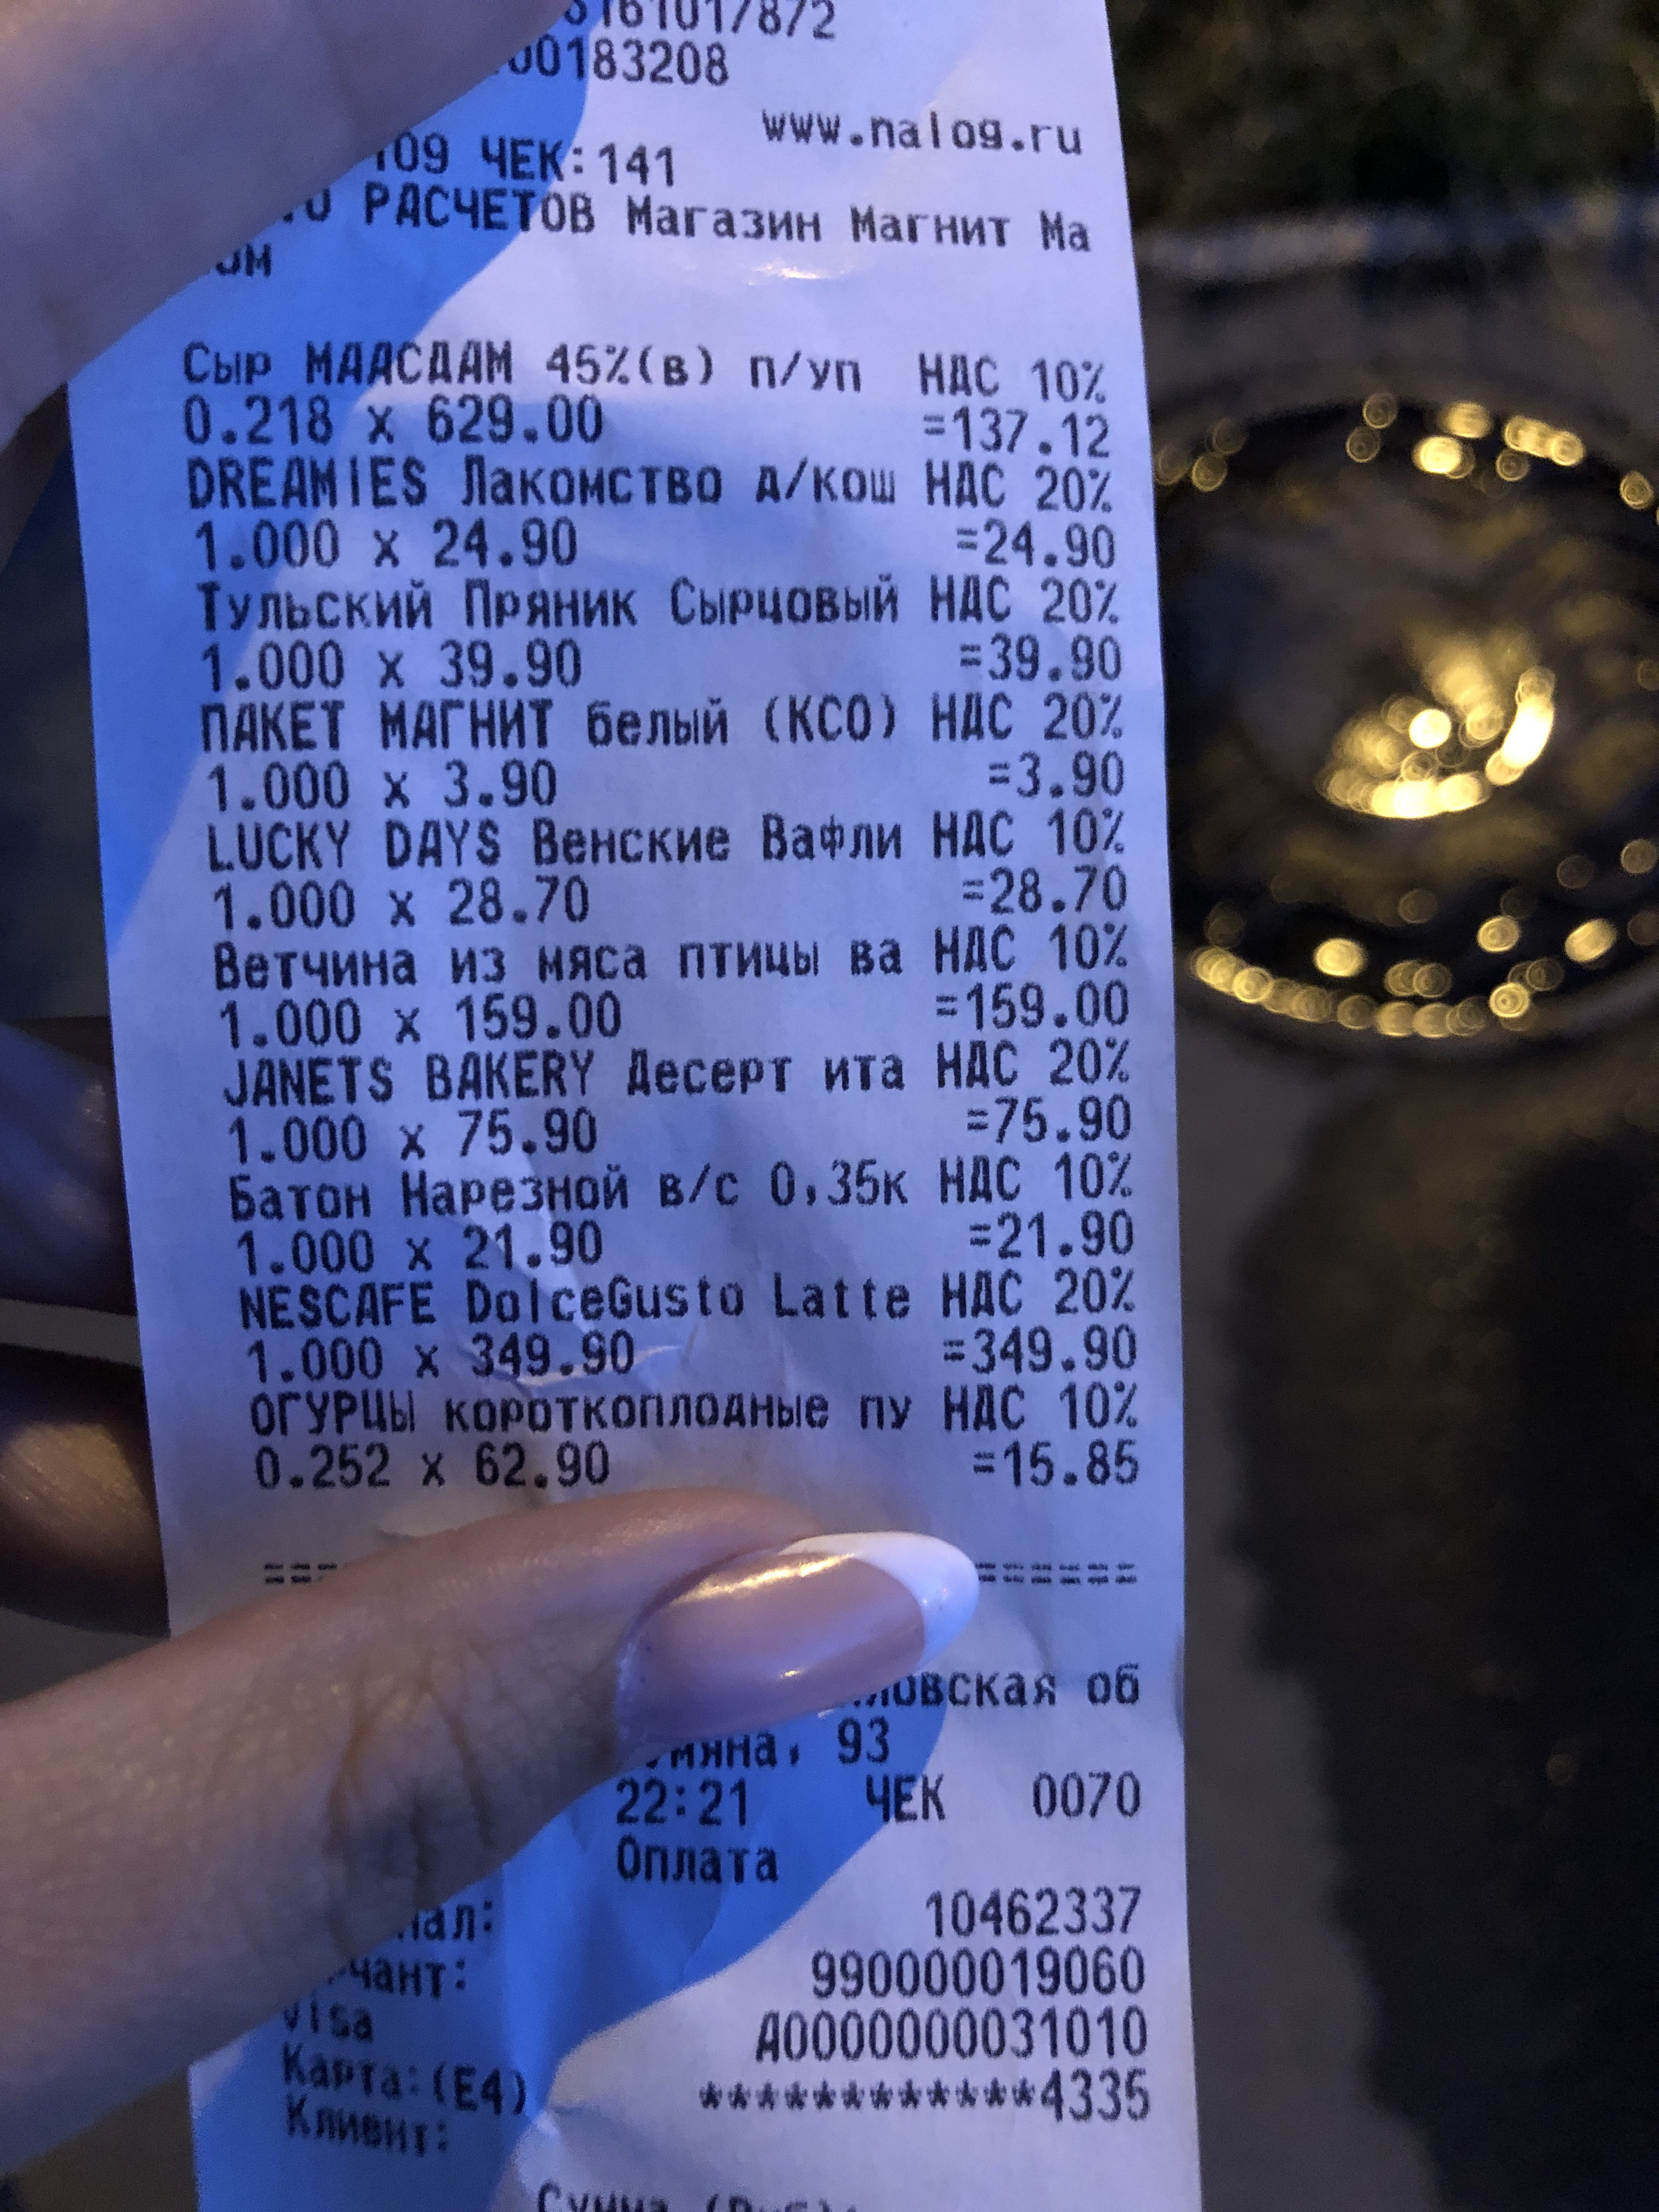 00183208
www.nalog.ru
ЧЕК:141
РАСЧЕТОВ Магазин Магнит Ма
Сыр МААСДАМ 45%(в) п/уп НДС 10%
0.218 x 629.00 =137.12
DREAMIES Лакомство д/кош НДС 20%
1.000 x 24.90 =24.90
Тульский Пряник Сырцовый НДС 20%
1.000 x 39.90 =39.90
ПАКЕТ МАГНИТ белый (КСО) НДС 20%
1.000 x 3.90 =3.90
LUCKY DAYS Венские Вафли НДС 10%
1.000 x 28.70 =28.70
Ветчина из мяса птицы ва НДС 10%
1.000 x 159.00 =159.00
JANETS BAKERY Десерт ита НДС 20%
1.000 x 75.90 =75.90
Батон Нарезной в/с 0,35к НДС 10%
1.000 x 21.90 =21.90
NESCAFE DolceGusto Latte НДС 20%
1.000 x 349.90 =349.90
ОГУРЦЫ короткоплодные пу НДС 10%
0.252 x 62.90 =15.85
об
93
22:21 ЧЕК 0070
Оплата
10462337
990000019060
Visa A0000000031010
Карта:(E4) ************4335
Клиент: